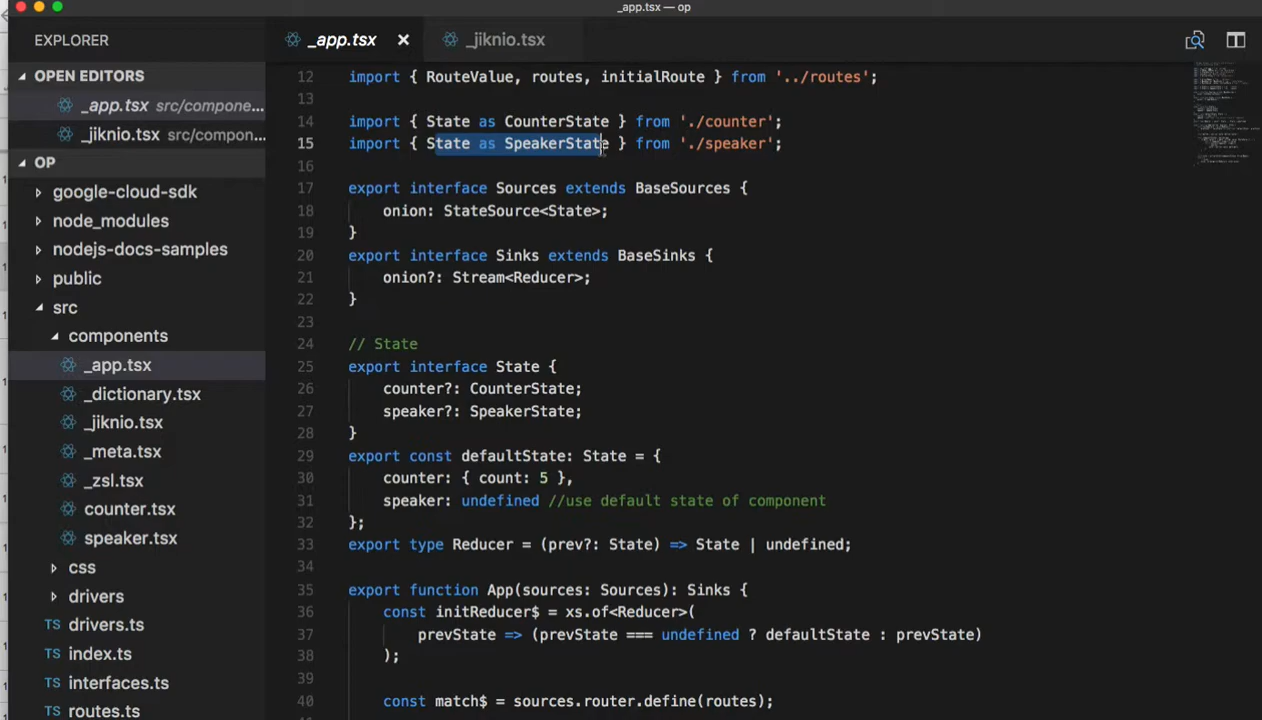 _app.tsx — op
EXPLORER
OPEN EDITORS
_app.tsx src/compone...
_jiknio.tsx src/compon...
OP
google-cloud-sdk
node_modules
nodejs-docs-samples
public
src
components
_app.tsx
_dictionary.tsx
_jiknio.tsx
_meta.tsx
_zsl.tsx
counter.tsx
speaker.tsx
css
drivers
TS drivers.ts
TS index.ts
TS interfaces.ts
TS routes.ts
_app.tsx
_jiknio.tsx
12 import { RouteValue, routes, initialRoute } from '../routes';
13
14 import { State as CounterState } from './counter';
15 import { State as SpeakerState } from './speaker';
16
17 export interface Sources extends BaseSources {
18 onion: StateSource<State>;
19 }
20 export interface Sinks extends BaseSinks {
21 onion?: Stream<Reducer>;
22 }
23
24 // State
25 export interface State {
26 counter?: CounterState;
27 speaker?: SpeakerState;
28 }
29 export const defaultState: State = {
30 counter: { count: 5 },
31 speaker: undefined //use default state of component
32 };
33 export type Reducer = (prev?: State) => State | undefined;
34
35 export function App(sources: Sources): Sinks {
36 const initReducer$ = xs.of<Reducer>(
37 prevState => (prevState === undefined ? defaultState : prevState)
38 );
39
40 const match$ = sources.router.define(routes);